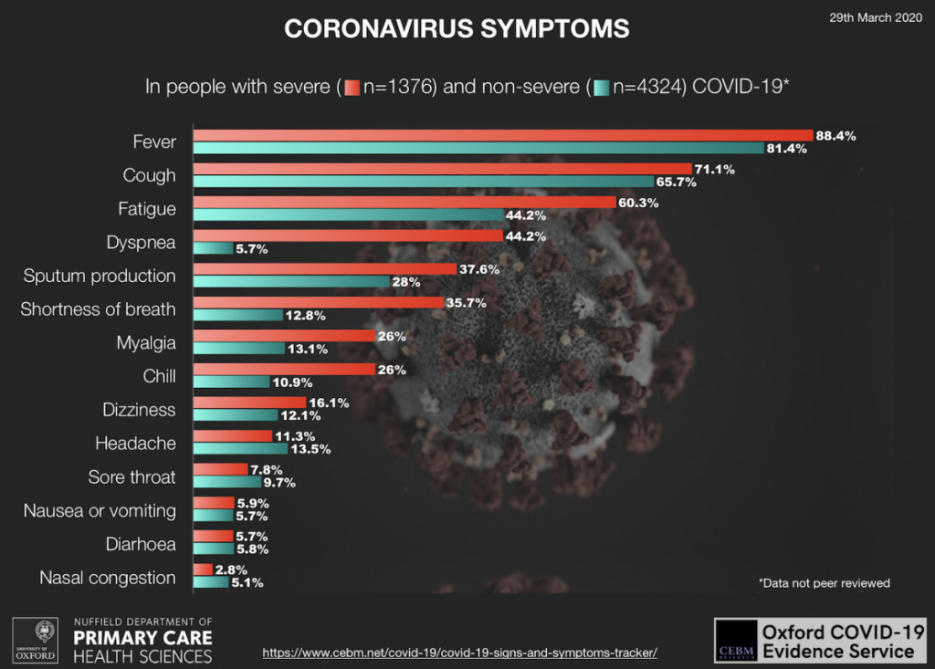 29th March 2020
CORONAVIRUS SYMPTOMS
In people with severe ( n=1376) and non-severe ( n=4324) COVID-19*
Fever
88.4%
81.4%
Cough
71.1%
65.7%
Fatigue
60.3%
44.2%
Dyspnea
44.2%
5.7%
Sputum production
37.6%
28%
Shortness of breath
35.7%
12.8%
Myalgia
26%
13.1%
Chill
26%
10.9%
Dizziness
16.1%
12.1%
Headache
11.3%
13.5%
Sore throat
7.8%
9.7%
Nausea or vomiting
5.9%
5.7%
Diarhoea
5.7%
5.8%
Nasal congestion
2.8%
5.1%
*Data not peer reviewed
UNIVERSITY OF
OXFORD
NUFFIELD DEPARTMENT OF
PRIMARY CARE
HEALTH SCIENCES
https://www.cebm.net/covid-19/covid-19-signs-and-symptoms-tracker/
CEBM
Oxford COVID-19
Evidence Service